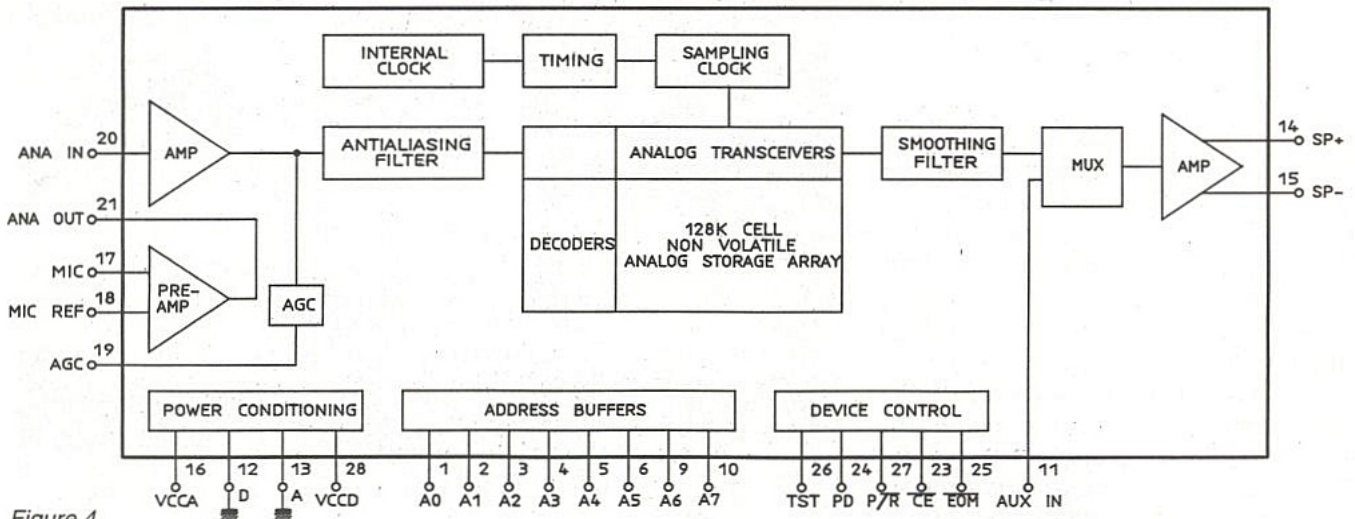 INTERNAL
CLOCK
TIMING
SAMPLING
CLOCK
ANA IN
20
AMP
ANTIALIASING
FILTER
ANALOG TRANSCEIVERS
SMOOTHING
FILTER
MUX
AMP
14
SP+
15
SP-
ANA OUT
21
DECODERS
128K CELL
NON VOLATILE
ANALOG STORAGE ARRAY
MIC
17
MIC REF
18
PRE-
AMP
AGC
AGC
19
POWER CONDITIONING
ADDRESS BUFFERS
DEVICE CONTROL
16 12 13 28 1 2 3 4 5 6 9 10 26 24 27 23 25 11
VCCA D A VCCD A0 A1 A2 A3 A4 A5 A6 A7 TST PD P/R̅ C̅E̅ E̅O̅M̅ AUX IN
Figure 4